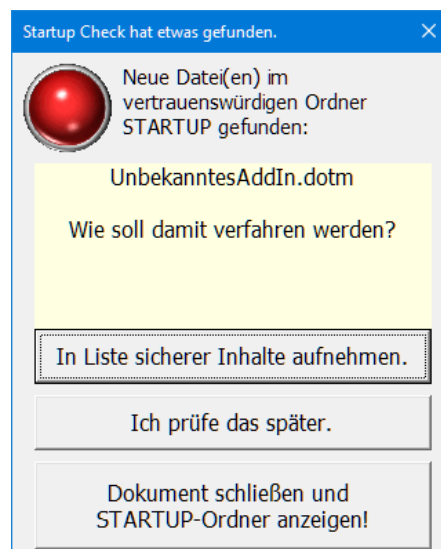 Startup Check hat etwas gefunden.
Neue Datei(en) im
vertrauenswürdigen Ordner
STARTUP gefunden:
UnbekanntesAddIn.dotm
Wie soll damit verfahren werden?
In Liste sicherer Inhalte aufnehmen.
Ich prüfe das später.
Dokument schließen und
STARTUP-Ordner anzeigen!